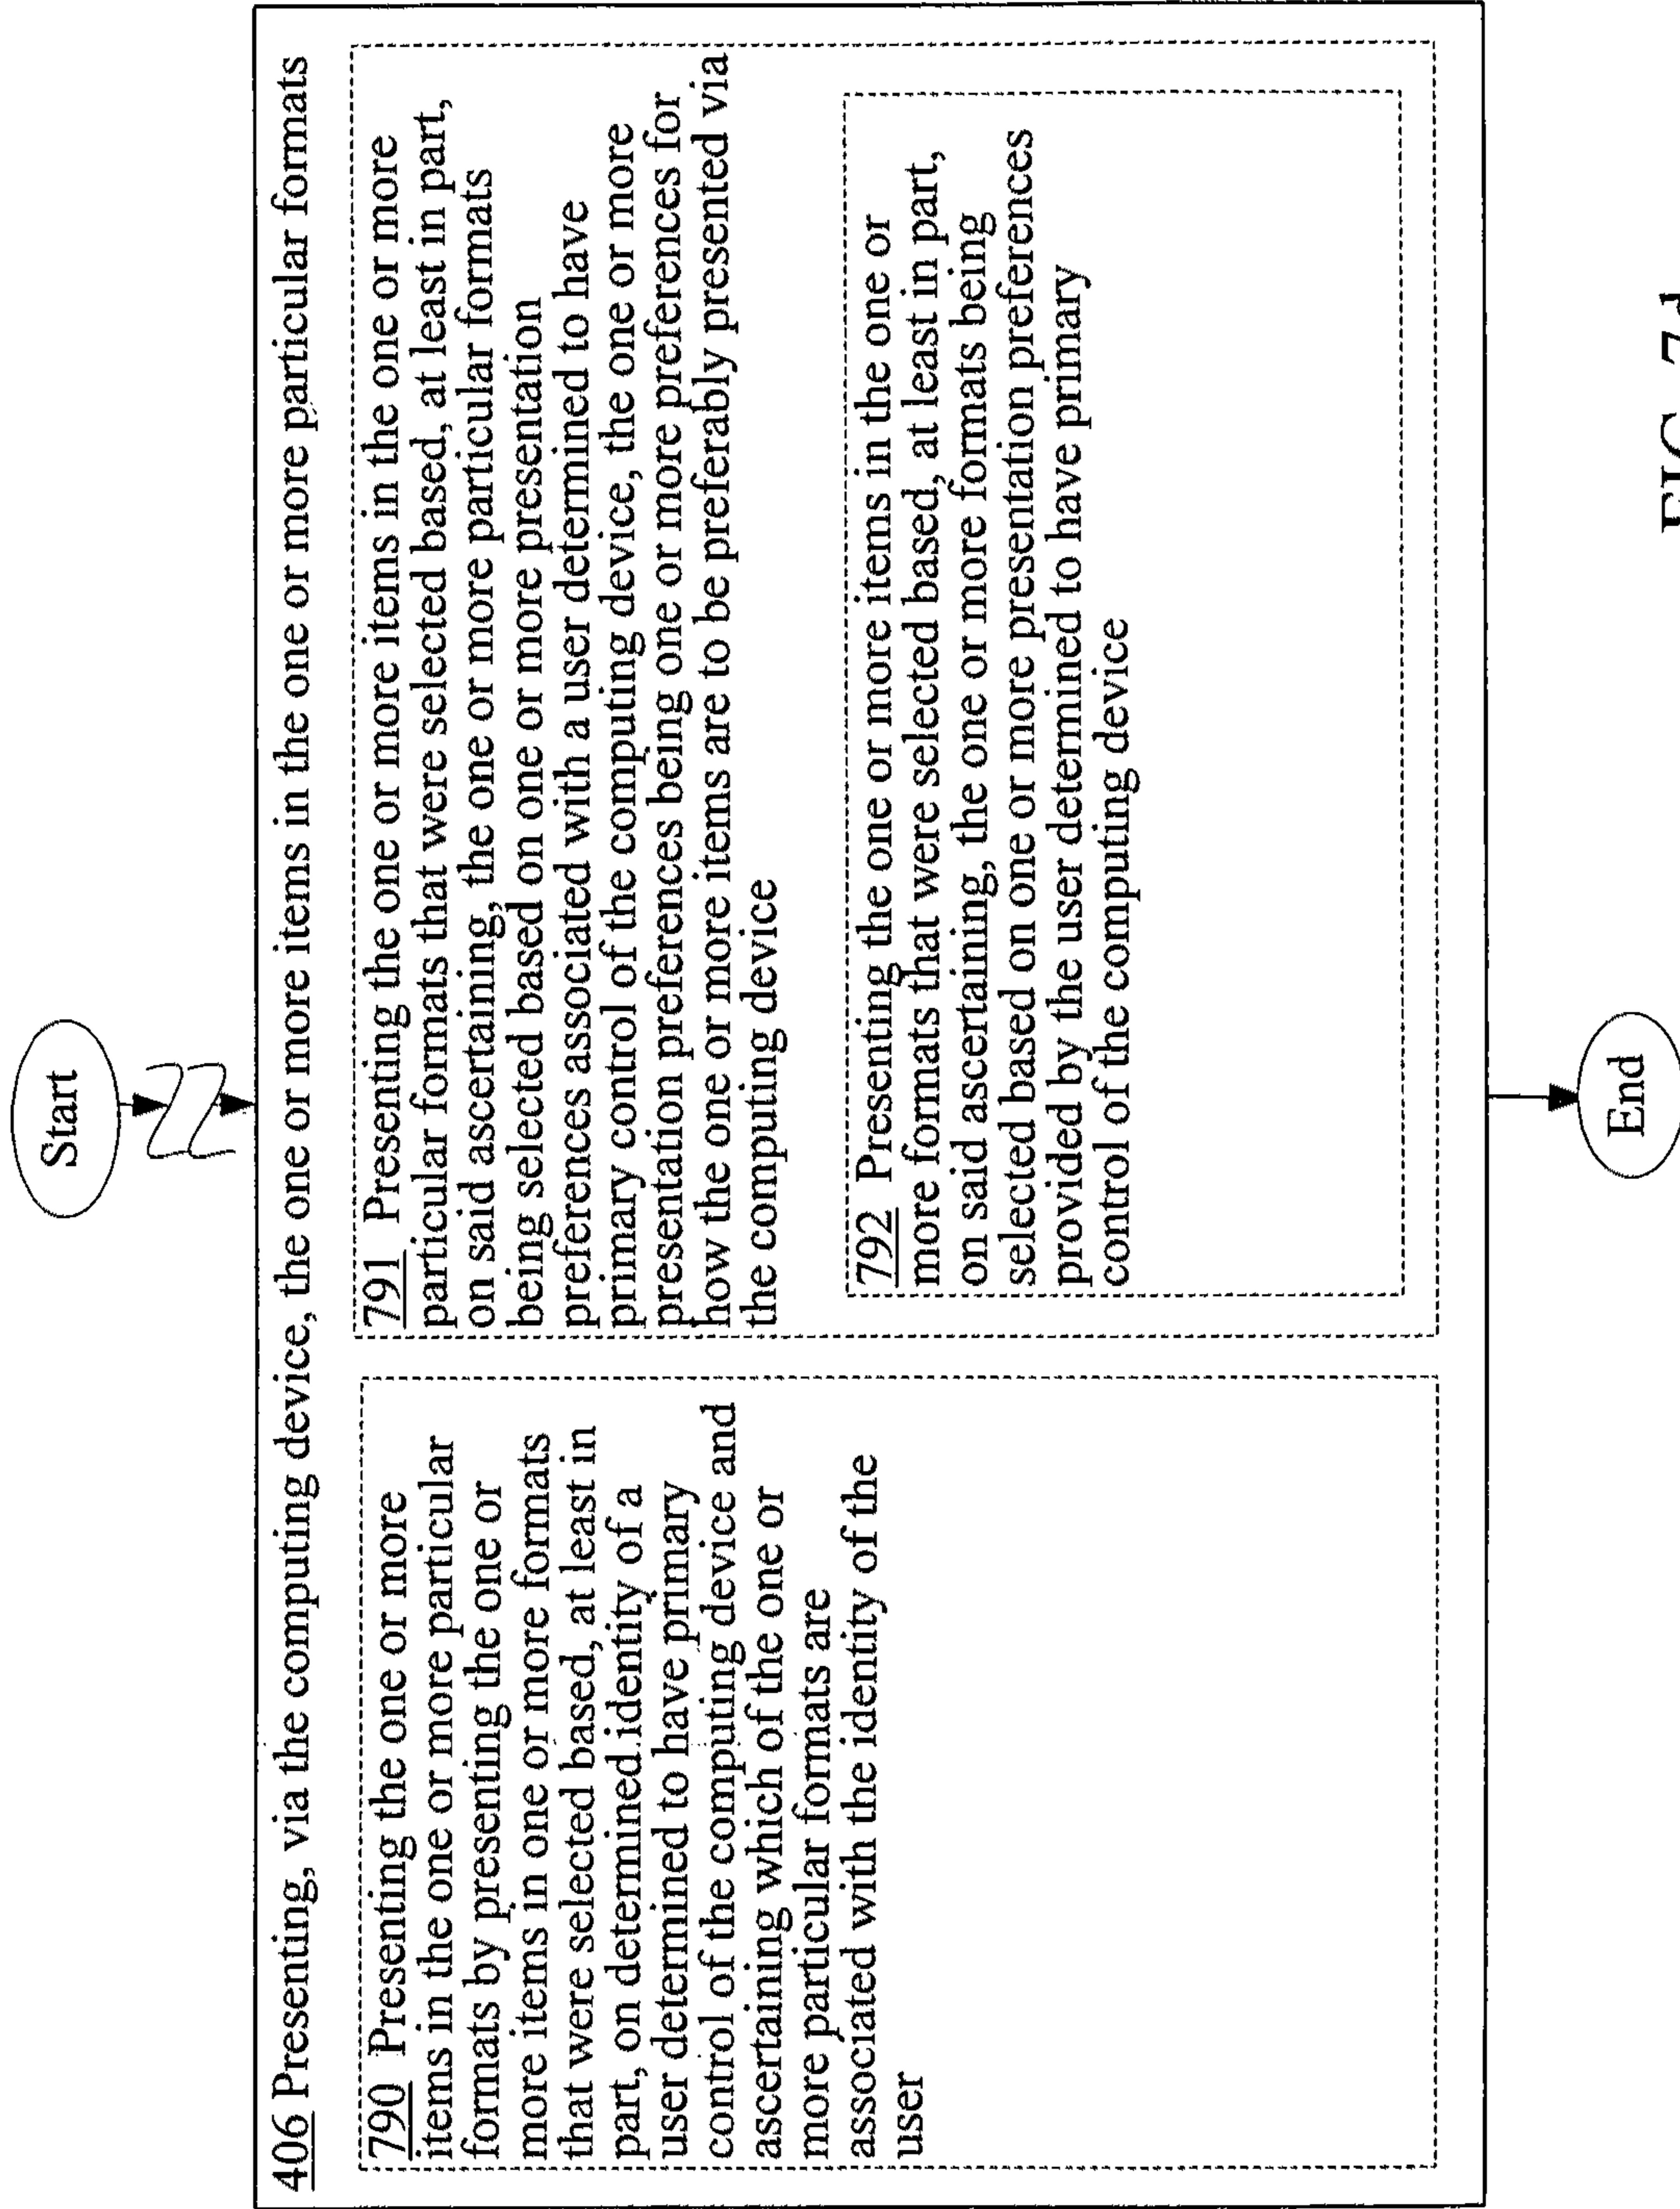 Start
406 Presenting, via the computing device, the one or more items in the one or more particular formats
790 Presenting the one or more
items in the one or more particular
formats by presenting the one or
more items in one or more formats
that were selected based, at least in
part, on determined identity of a
user determined to have primary
control of the computing device and
ascertaining which of the one or
more particular formats are
associated with the identity of the
user
791 Presenting the one or more items in the one or more
particular formats that were selected based, at least in part,
on said ascertaining, the one or more particular formats
being selected based on one or more presentation
preferences associated with a user determined to have
primary control of the computing device, the one or more
presentation preferences being one or more preferences for
how the one or more items are to be preferably presented via
the computing device
792 Presenting the one or more items in the one or
more formats that were selected based, at least in part,
on said ascertaining, the one or more formats being
selected based on one or more presentation preferences
provided by the user determined to have primary
control of the computing device
End